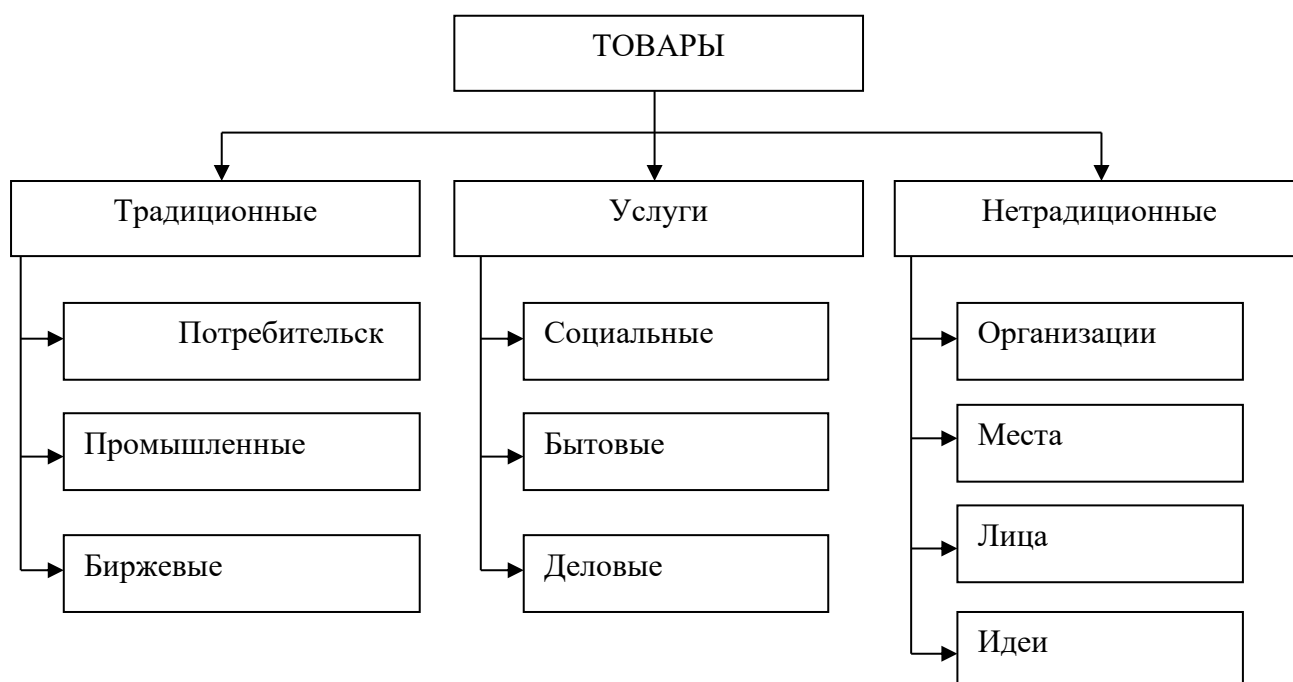 ТОВАРЫ
Традиционные
Услуги
Нетрадиционные
Потребительск
Социальные
Организации
Промышленные
Бытовые
Места
Биржевые
Деловые
Лица
Идеи